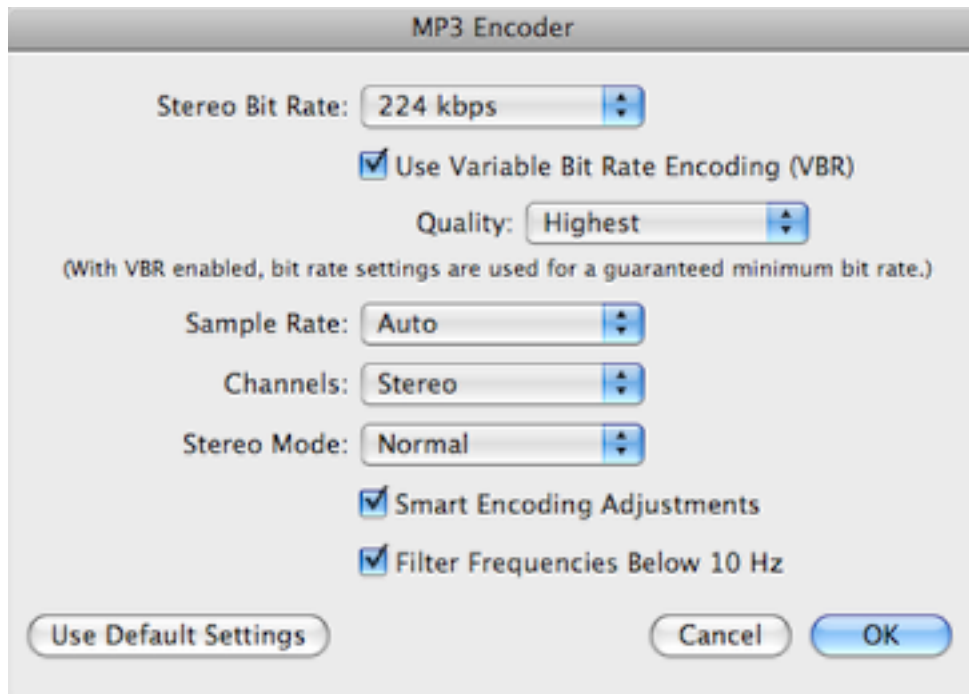 MP3 Encoder
Stereo Bit Rate: 224 kbps
Use Variable Bit Rate Encoding (VBR)
Quality: Highest
(With VBR enabled, bit rate settings are used for a guaranteed minimum bit rate.)
Sample Rate: Auto
Channels: Stereo
Stereo Mode: Normal
Smart Encoding Adjustments
Filter Frequencies Below 10 Hz
Use Default Settings Cancel OK